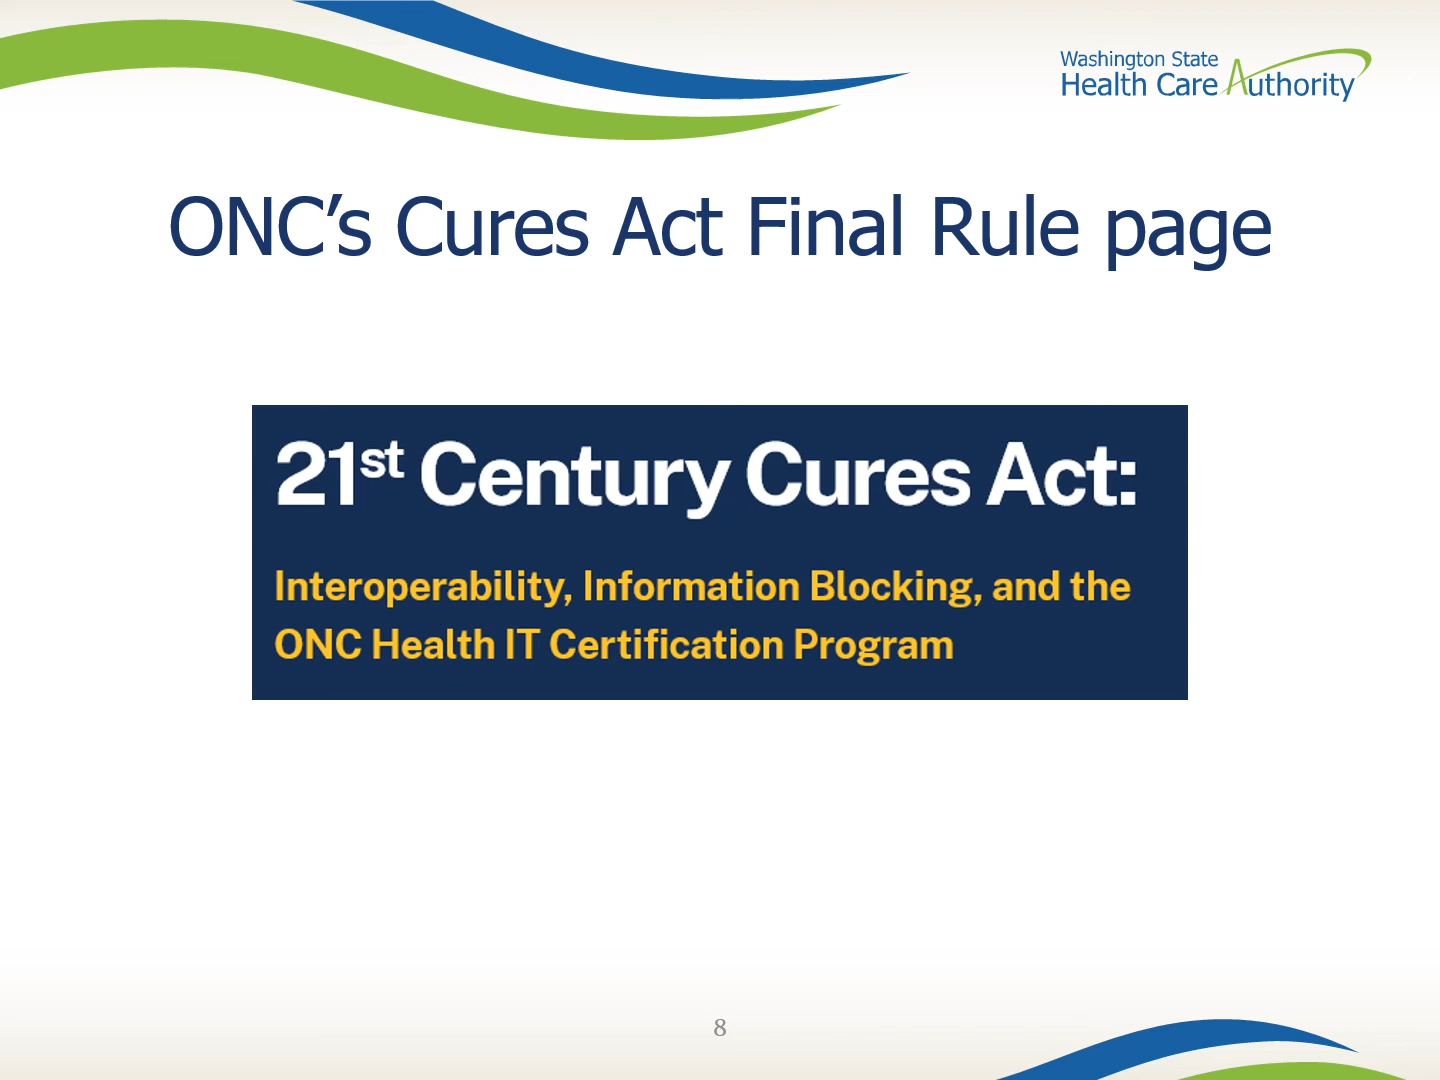 Washington State
Health Care Authority
ONC’s Cures Act Final Rule page
21st Century Cures Act:
Interoperability, Information Blocking, and the
ONC Health IT Certification Program
8